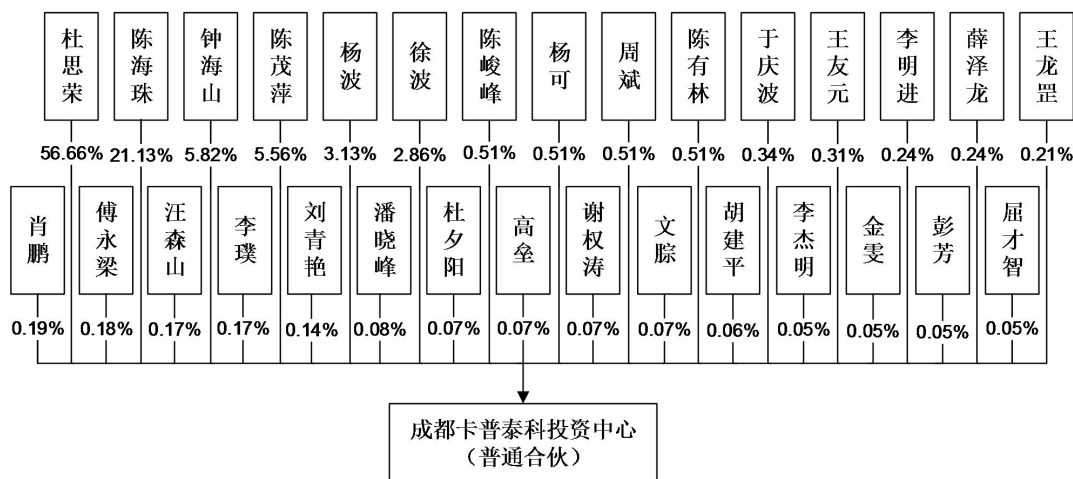 杜思荣
陈海珠
钟海山
陈茂萍
杨波
徐波
陈峻峰
杨可
周斌
陈有林
于庆波
王友元
李明进
薛泽龙
王龙罡
56.66% 21.13% 5.82% 5.56% 3.13% 2.86% 0.51% 0.51% 0.51% 0.51% 0.34% 0.31% 0.24% 0.24% 0.21%
肖鹏
傅永梁
汪森山
李璞
刘青艳
潘晓峰
杜夕阳
高垒
谢权涛
文腙
胡建平
李杰明
金雯
彭芳
屈才智
0.19% 0.18% 0.17% 0.17% 0.14% 0.08% 0.07% 0.07% 0.07% 0.07% 0.06% 0.05% 0.05% 0.05% 0.05%
成都卡普泰科投资中心
（普通合伙）